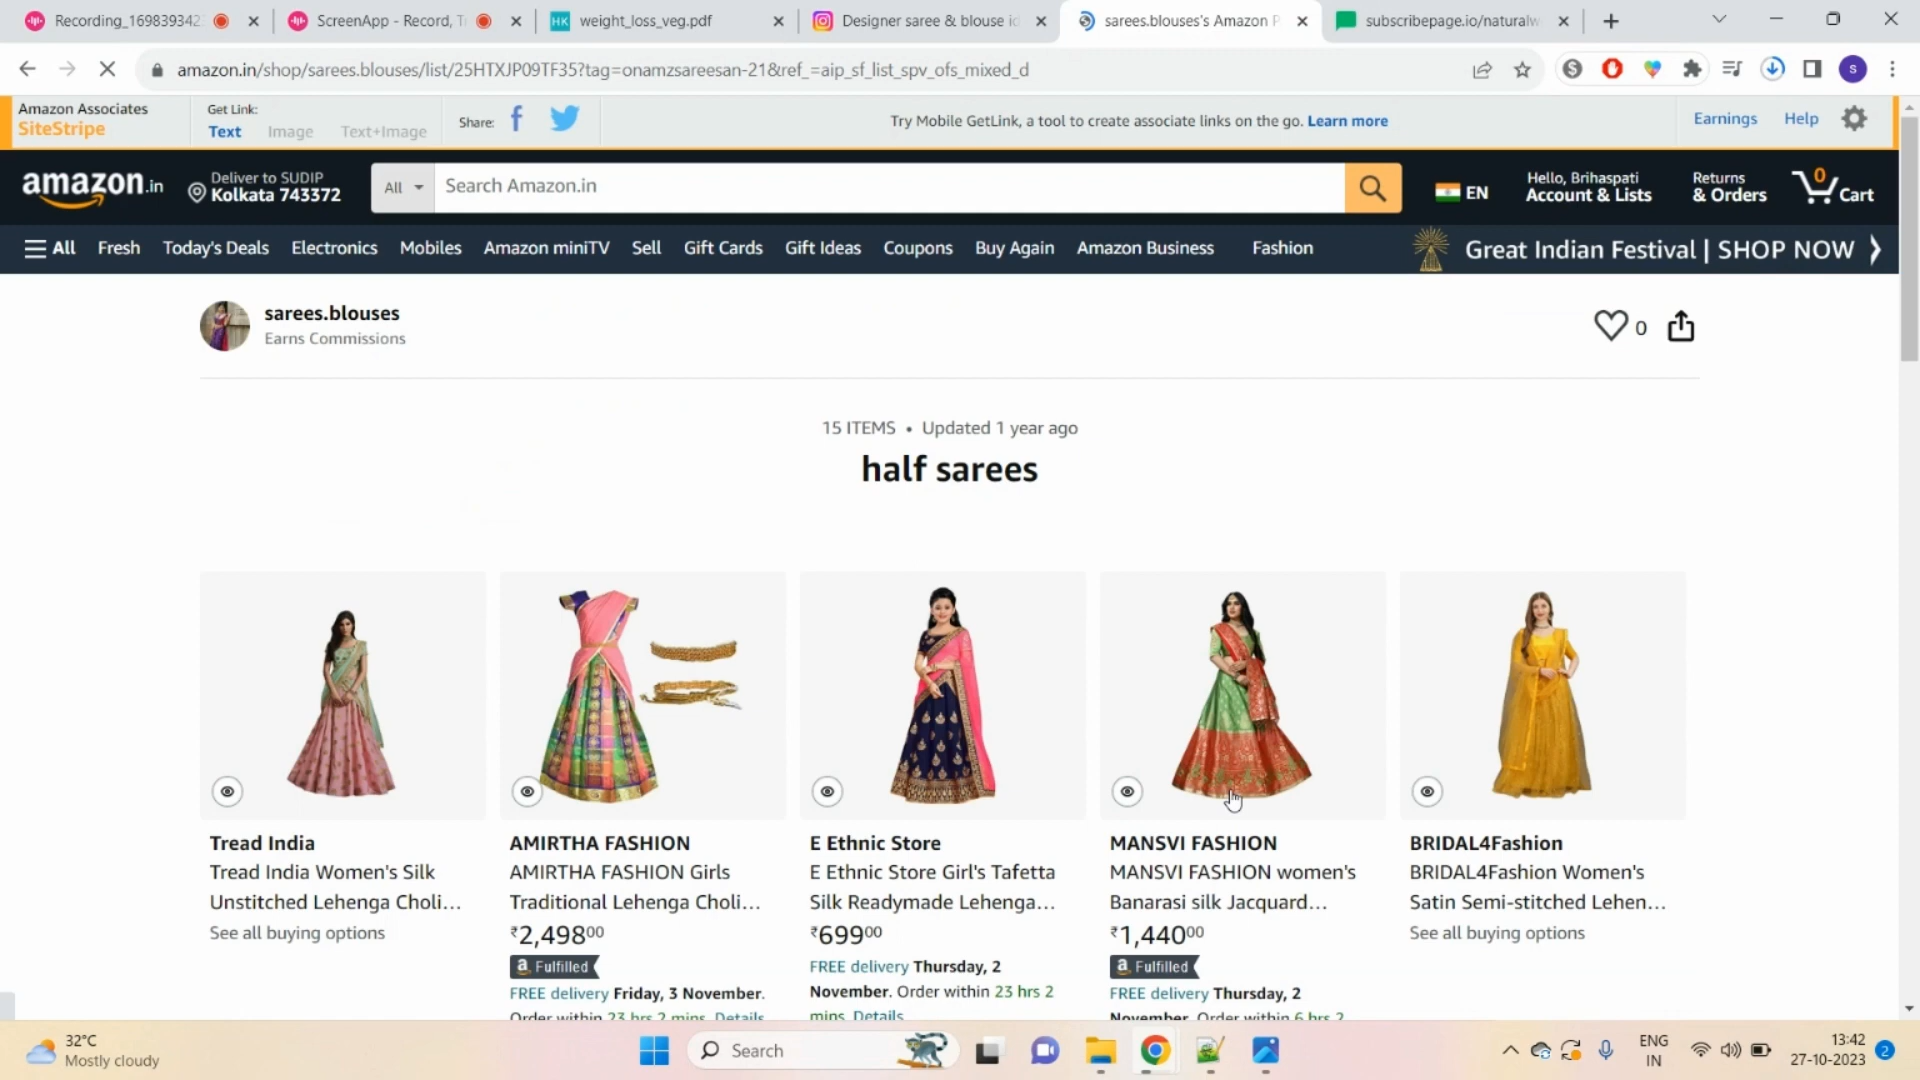 Recording_1698393423
ScreenApp - Record, T
weight_loss_veg.pdf
Designer saree & blouse id
sarees.blouses's Amazon P
subscribepage.io/naturalw
amazon.in/shop/sarees.blouses/list/25HTXJP09TF35?tag=onamzsareesan-21&ref_=aip_sf_list_spv_ofs_mixed_d
Amazon Associates
SiteStripe
Get Link:
Text Image Text+Image
Share:
Try Mobile GetLink, a tool to create associate links on the go. Learn more
Earnings Help
amazon.in
Deliver to SUDIP
Kolkata 743372
All
Search Amazon.in
EN
Hello, Brihaspati
Account & Lists
Returns
& Orders
0
Cart
All Fresh Today's Deals Electronics Mobiles Amazon miniTV Sell Gift Cards Gift Ideas Coupons Buy Again Amazon Business Fashion
Great Indian Festival | SHOP NOW
sarees.blouses
Earns Commissions
0
15 ITEMS • Updated 1 year ago
half sarees
Tread India
Tread India Women's Silk
Unstitched Lehenga Choli...
See all buying options
AMIRTHA FASHION
AMIRTHA FASHION Girls
Traditional Lehenga Choli...
₹2,49800
a Fulfilled
FREE delivery Friday, 3 November.
Order within 23 hrs 2 mins. Details
E Ethnic Store
E Ethnic Store Girl's Tafetta
Silk Readymade Lehenga...
₹69900
FREE delivery Thursday, 2
November. Order within 23 hrs 2
mins. Details
MANSVI FASHION
MANSVI FASHION women's
Banarasi silk Jacquard...
₹1,44000
a Fulfilled
FREE delivery Thursday, 2
November. Order within 6 hrs 2
BRIDAL4Fashion
BRIDAL4Fashion Women's
Satin Semi-stitched Lehen...
See all buying options
32°C
Mostly cloudy
Search
ENG
IN
13:42
27-10-2023
2